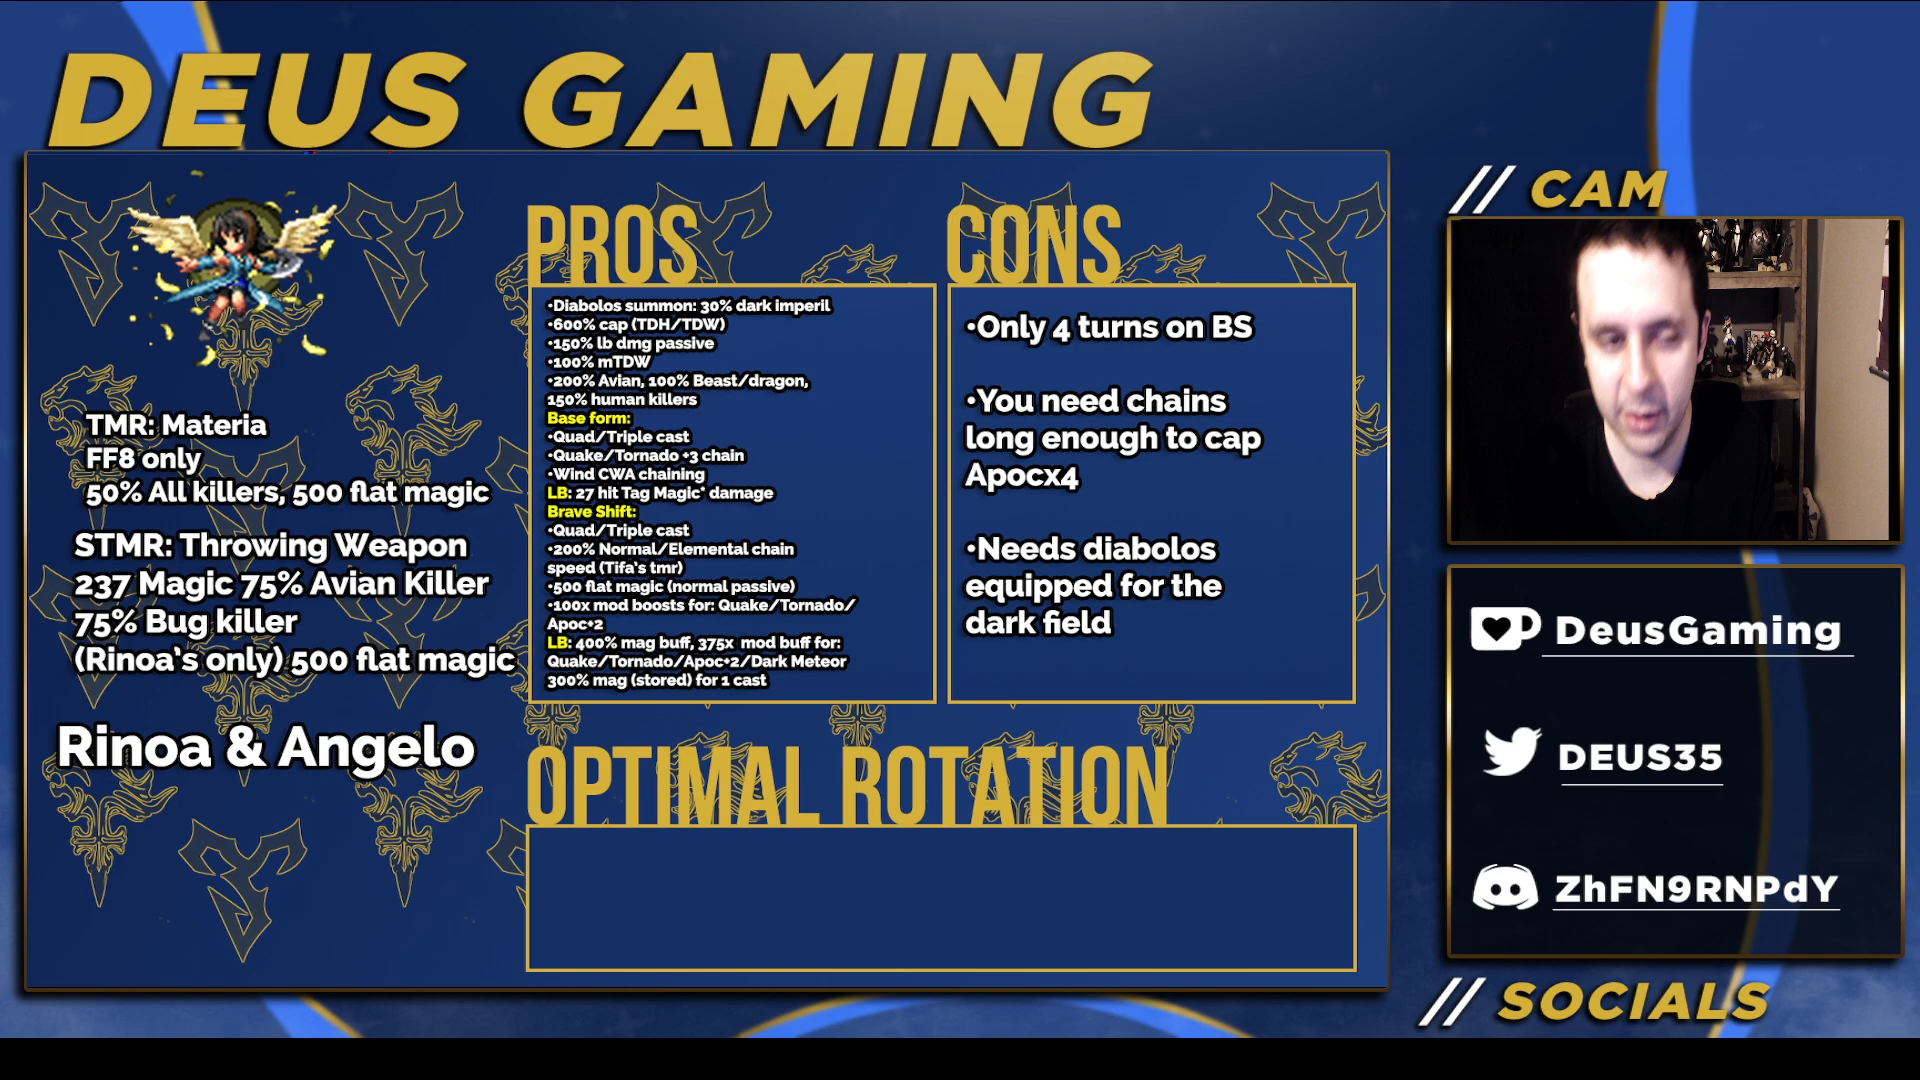 DEUS GAMING
TMR: Materia
FF8 only
50% All killers, 500 flat magic
STMR: Throwing Weapon
237 Magic 75% Avian Killer
75% Bug killer
(Rinoa's only) 500 flat magic
Rinoa & Angelo
PROS
•Diabolos summon: 30% dark imperil
•600% cap (TDH/TDW)
•150% lb dmg passive
•100% mTDW
•200% Avian, 100% Beast/dragon,
150% human killers
Base form:
•Quad/Triple cast
•Quake/Tornado +3 chain
•Wind CWA chaining
LB: 27 hit Tag Magic* damage
Brave Shift:
•Quad/Triple cast
•200% Normal/Elemental chain
speed (Tifa's tmr)
•500 flat magic (normal passive)
•100x mod boosts for: Quake/Tornado/
Apoc+2
LB: 400% mag buff, 375x mod buff for:
Quake/Tornado/Apoc+2/Dark Meteor
300% mag (stored) for 1 cast
CONS
•Only 4 turns on BS
•You need chains
long enough to cap
Apocx4
•Needs diabolos
equipped for the
dark field
OPTIMAL ROTATION
// CAM
DeusGaming
DEUS35
ZhFN9RNPdY
// SOCIALS